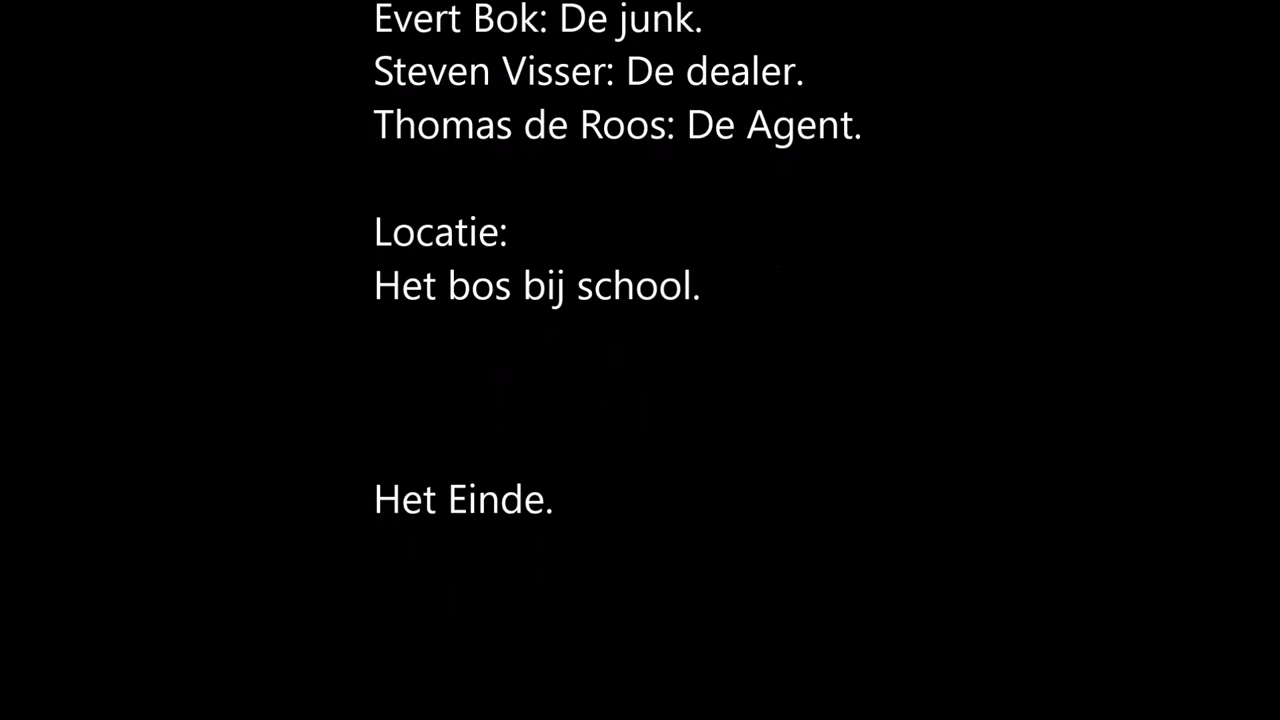 Evert Bok: De junk.
Steven Visser: De dealer.
Thomas de Roos: De Agent.
Locatie:
Het bos bij school.
Het Einde.